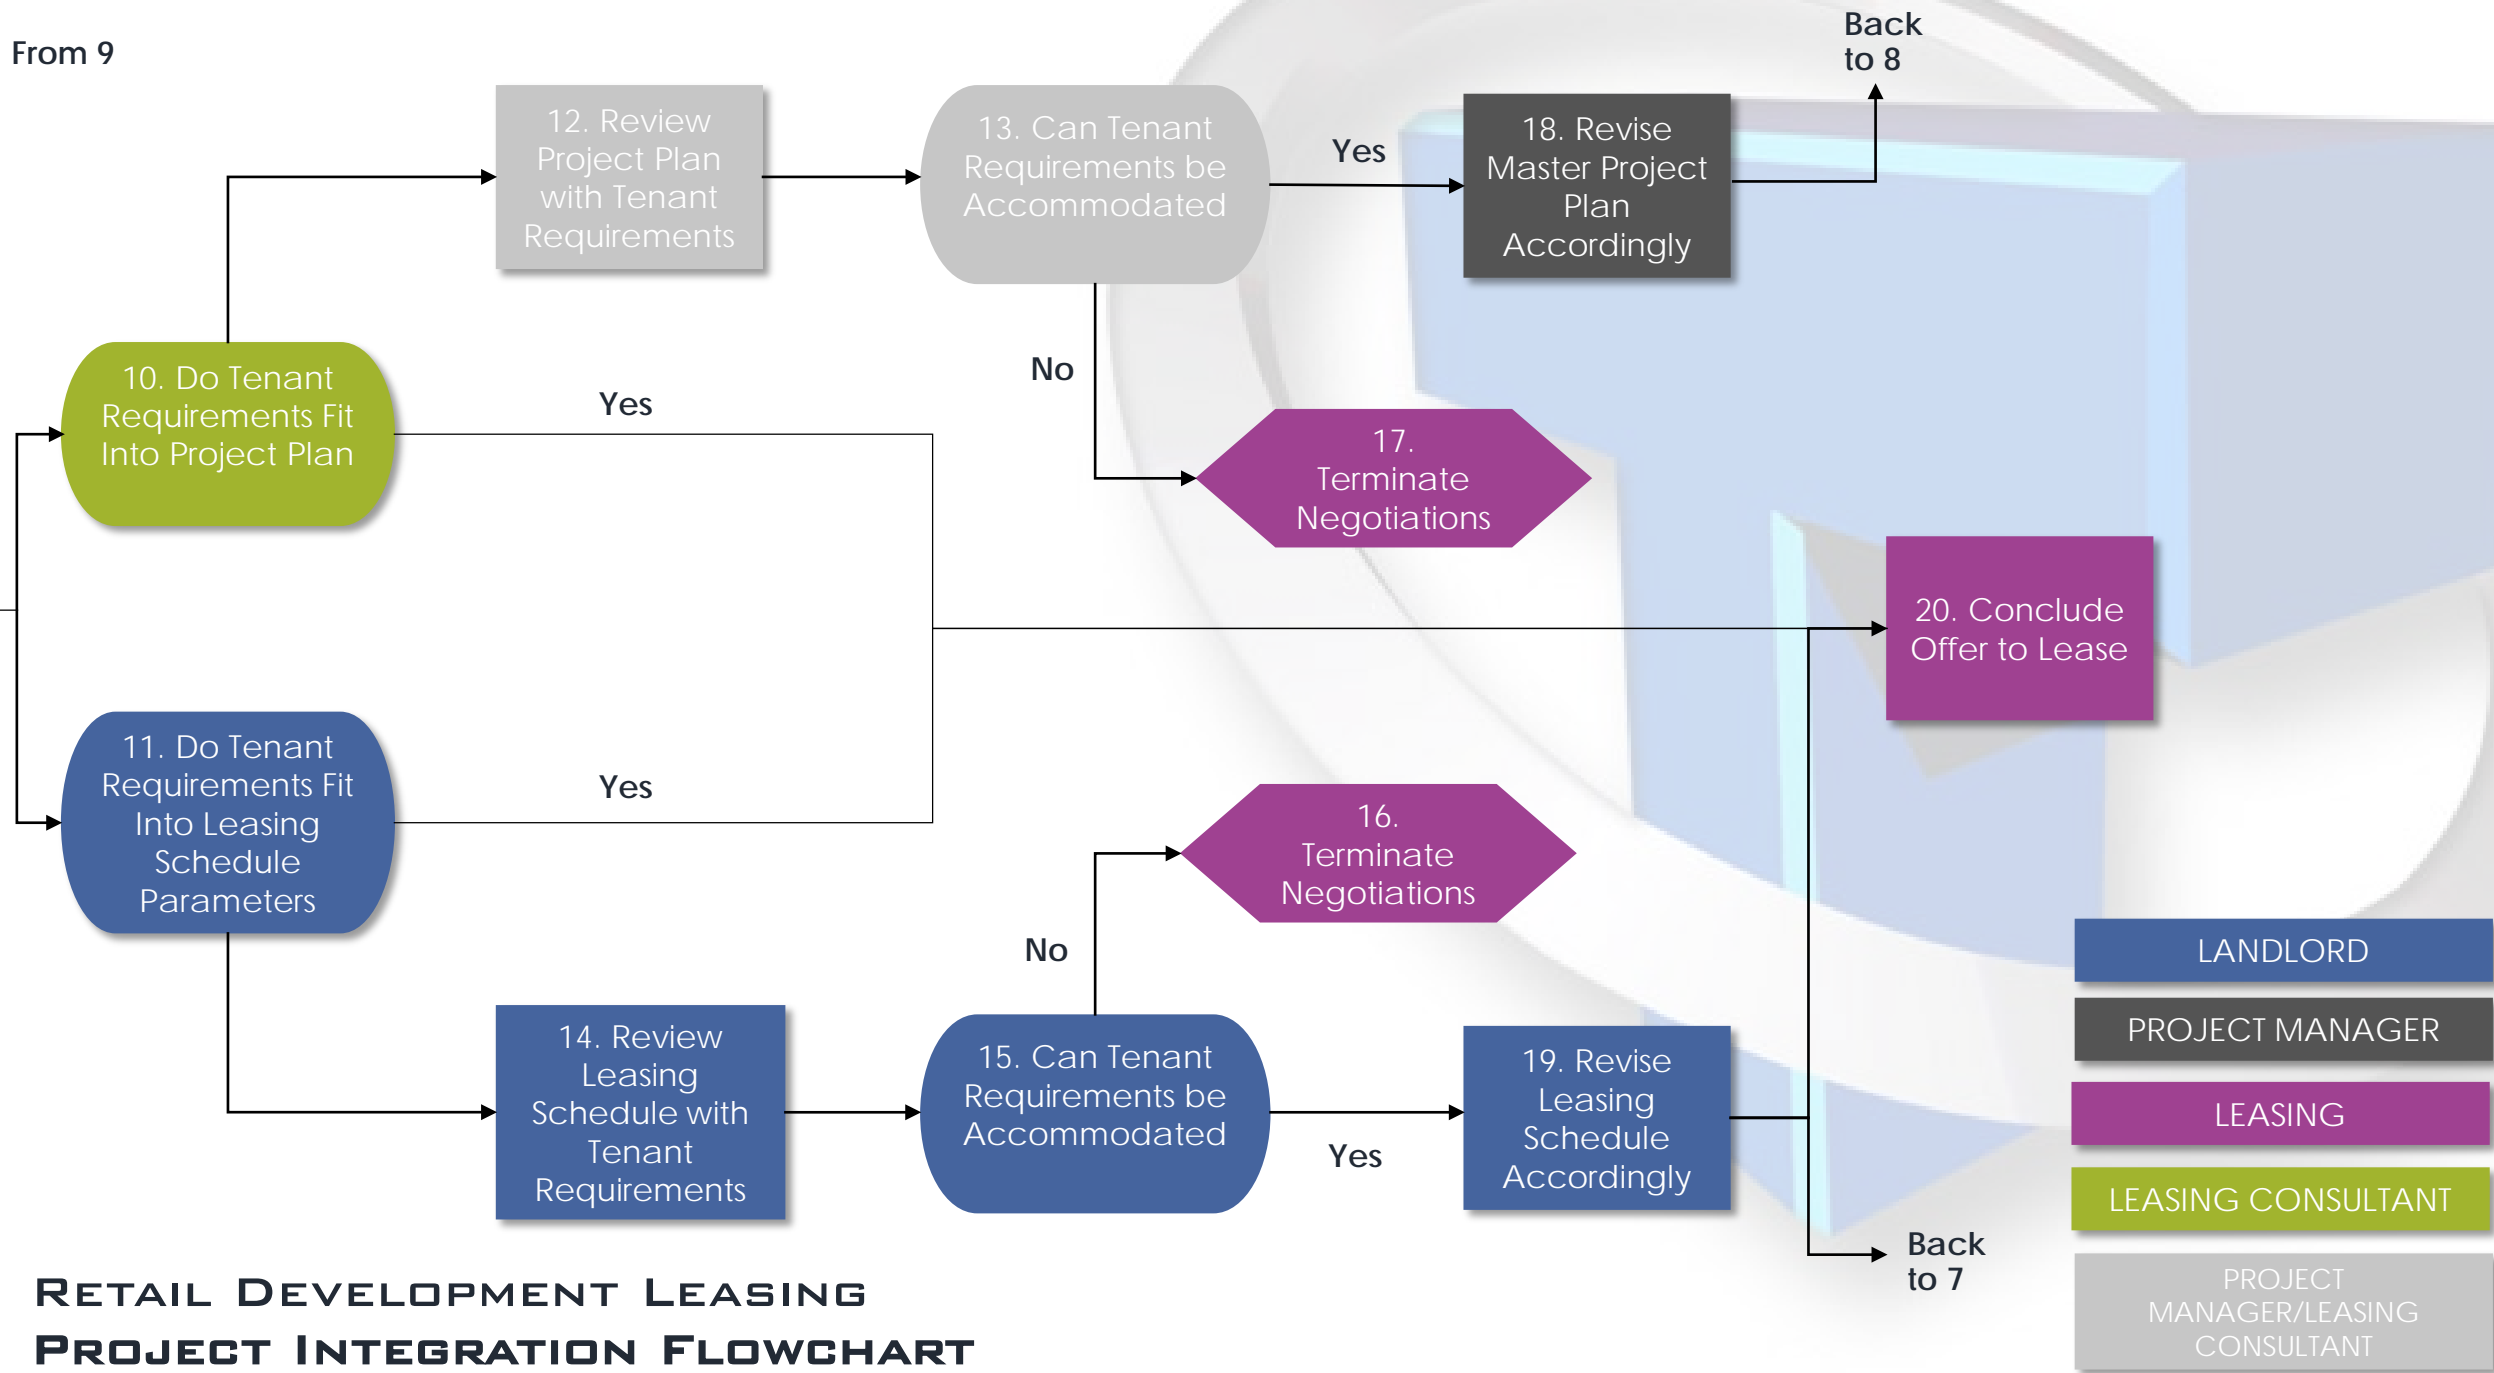 From 9
Back
to 8
12. Review
Project Plan
with Tenant
Requirements
13. Can Tenant
Requirements be
Accommodated
Yes
18. Revise
Master Project
Plan
Accordingly
No
10. Do Tenant
Requirements Fit
Into Project Plan
Yes
17.
Terminate
Negotiations
20. Conclude
Offer to Lease
11. Do Tenant
Requirements Fit
Into Leasing
Schedule
Parameters
Yes
16.
Terminate
Negotiations
No
14. Review
Leasing
Schedule with
Tenant
Requirements
15. Can Tenant
Requirements be
Accommodated
Yes
19. Revise
Leasing
Schedule
Accordingly
Back
to 7
LANDLORD
PROJECT MANAGER
LEASING
LEASING CONSULTANT
PROJECT
MANAGER/LEASING
CONSULTANT
RETAIL DEVELOPMENT LEASING
PROJECT INTEGRATION FLOWCHART